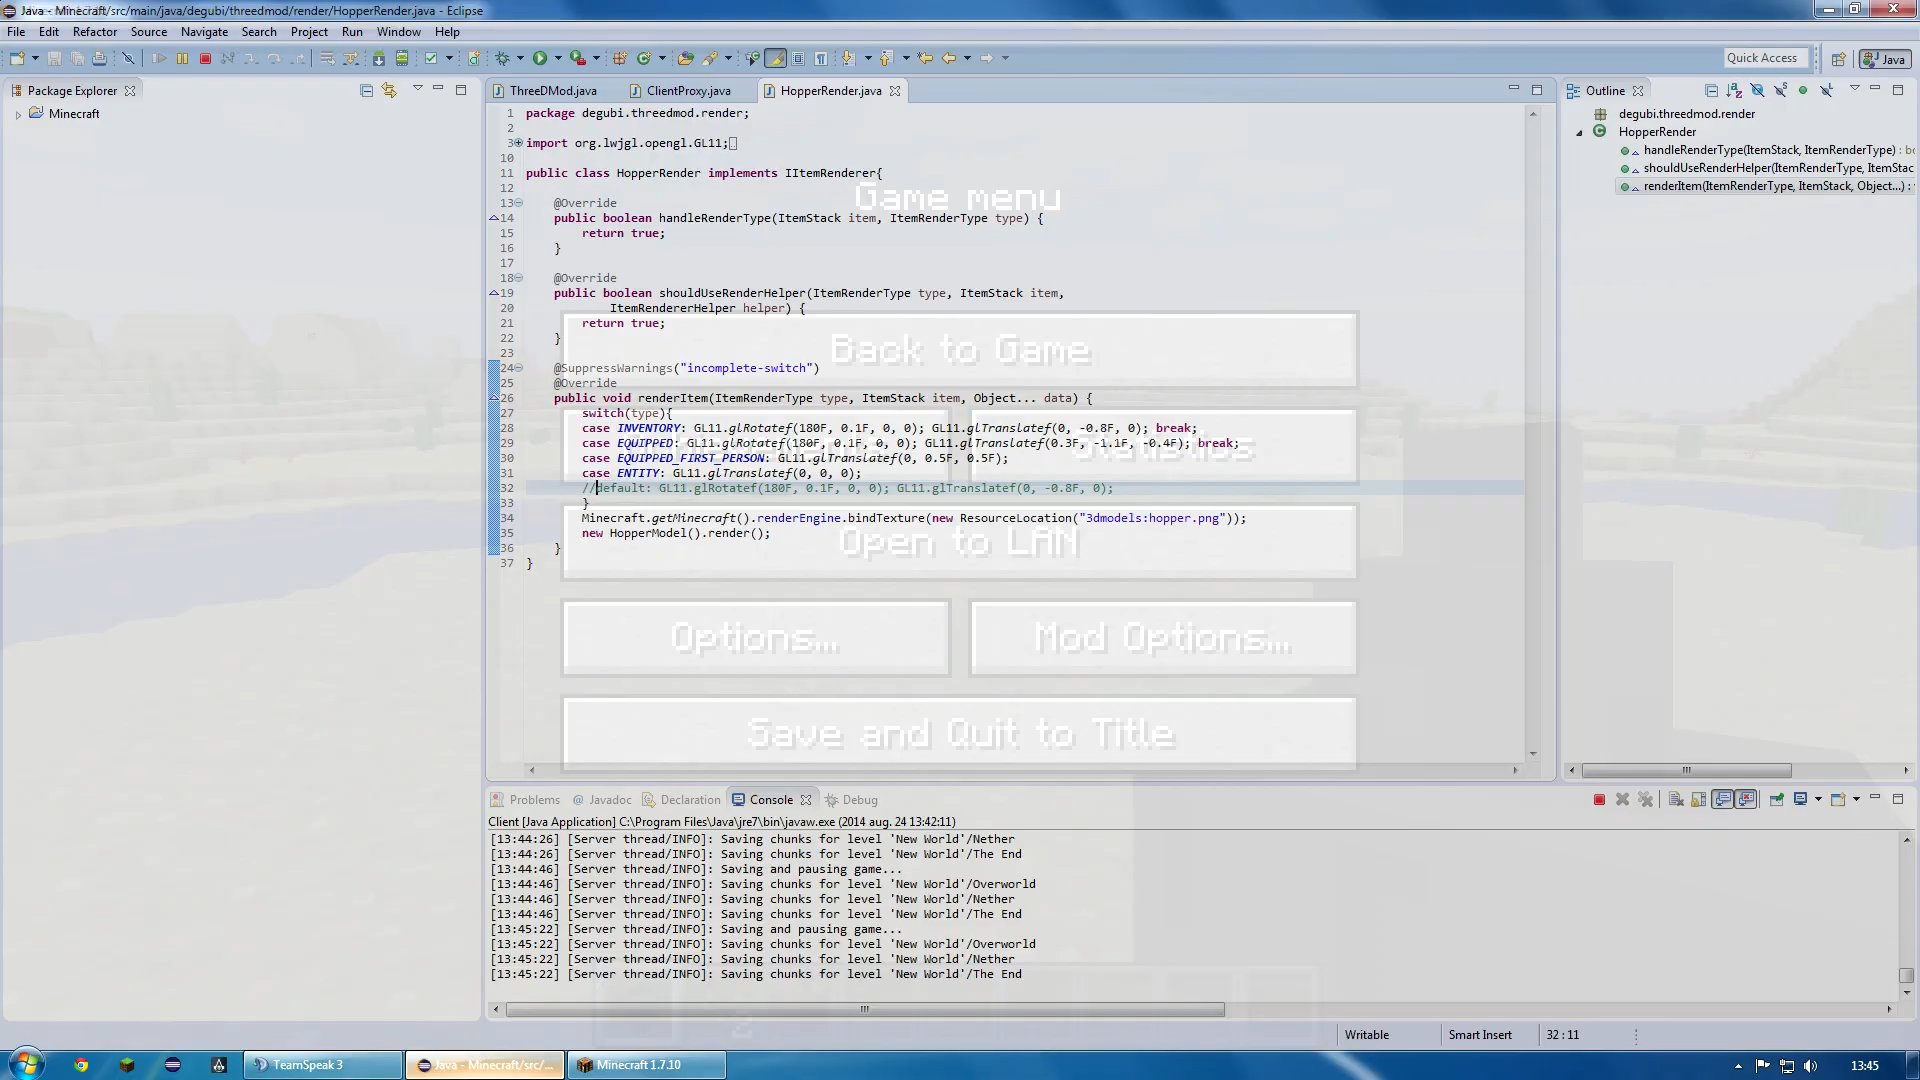 Java - Minecraft/src/main/java/degubi/threedmod/render/HopperRender.java - Eclipse
File Edit Refactor Source Navigate Search Project Run Window Help
Quick Access
Java
Package Explorer
Minecraft
ThreeDMod.java
ClientProxy.java
HopperRender.java
1 package degubi.threedmod.render;
2
3 import org.lwjgl.opengl.GL11;
10
11 public class HopperRender implements IItemRenderer{
12
13 @Override
14 public boolean handleRenderType(ItemStack item, ItemRenderType type) {
15 return true;
16 }
17
18 @Override
19 public boolean shouldUseRenderHelper(ItemRenderType type, ItemStack item,
20 ItemRendererHelper helper) {
21 return true;
22 }
23
24 @SuppressWarnings("incomplete-switch")
25 @Override
26 public void renderItem(ItemRenderType type, ItemStack item, Object... data) {
27 switch(type){
28 case INVENTORY: GL11.glRotatef(180F, 0.1F, 0, 0); GL11.glTranslatef(0, -0.8F, 0); break;
29 case EQUIPPED: GL11.glRotatef(180F, 0.1F, 0, 0); GL11.glTranslatef(0.3F, -1.1F, -0.4F); break;
30 case EQUIPPED_FIRST_PERSON: GL11.glTranslatef(0, 0.5F, 0.5F);
31 case ENTITY: GL11.glTranslatef(0, 0, 0);
32 //default: GL11.glRotatef(180F, 0.1F, 0, 0); GL11.glTranslatef(0, -0.8F, 0);
33 }
34 Minecraft.getMinecraft().renderEngine.bindTexture(new ResourceLocation("3dmodels:hopper.png"));
35 new HopperModel().render();
36 }
37 }
Game menu
Back to Game
Statistics
Open to LAN
Options...
Mod Options...
Save and Quit to Title
Outline
degubi.threedmod.render
HopperRender
handleRenderType(ItemStack, ItemRenderType) : bo
shouldUseRenderHelper(ItemRenderType, ItemStac
renderItem(ItemRenderType, ItemStack, Object...) :
Problems
@ Javadoc
Declaration
Console
Debug
Client [Java Application] C:\Program Files\Java\jre7\bin\javaw.exe (2014 aug. 24 13:42:11)
[13:44:26] [Server thread/INFO]: Saving chunks for level 'New World'/Nether
[13:44:26] [Server thread/INFO]: Saving chunks for level 'New World'/The End
[13:44:46] [Server thread/INFO]: Saving and pausing game...
[13:44:46] [Server thread/INFO]: Saving chunks for level 'New World'/Overworld
[13:44:46] [Server thread/INFO]: Saving chunks for level 'New World'/Nether
[13:44:46] [Server thread/INFO]: Saving chunks for level 'New World'/The End
[13:45:22] [Server thread/INFO]: Saving and pausing game...
[13:45:22] [Server thread/INFO]: Saving chunks for level 'New World'/Overworld
[13:45:22] [Server thread/INFO]: Saving chunks for level 'New World'/Nether
[13:45:22] [Server thread/INFO]: Saving chunks for level 'New World'/The End
Writable
Smart Insert
32 : 11
TeamSpeak 3
Java - Minecraft/src/...
Minecraft 1.7.10
13:45